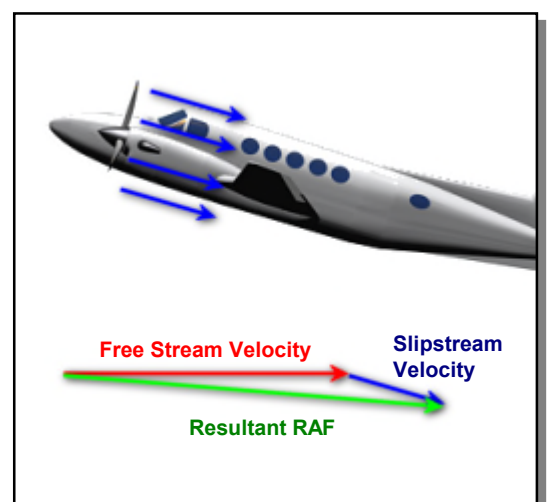 Free Stream Velocity
Slipstream
Velocity
Resultant RAF